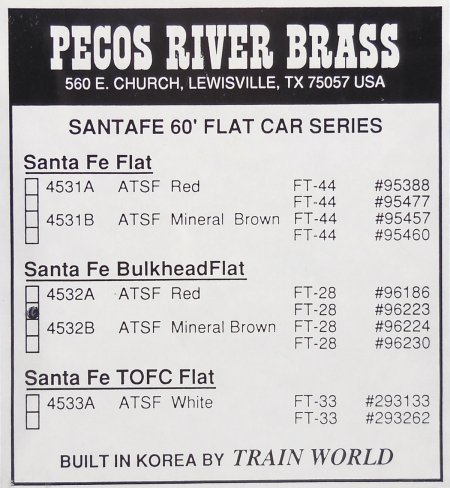 PECOS RIVER BRASS
560 E. CHURCH, LEWISVILLE, TX 75057 USA
SANTAFE 60' FLAT CAR SERIES
Santa Fe Flat
4531A ATSF Red FT-44 #95388
FT-44 #95477
4531B ATSF Mineral Brown FT-44 #95457
FT-44 #95460
Santa Fe BulkheadFlat
4532A ATSF Red FT-28 #96186
FT-28 #96223
4532B ATSF Mineral Brown FT-28 #96224
FT-28 #96230
Santa Fe TOFC Flat
4533A ATSF White FT-33 #293133
FT-33 #293262
BUILT IN KOREA BY TRAIN WORLD